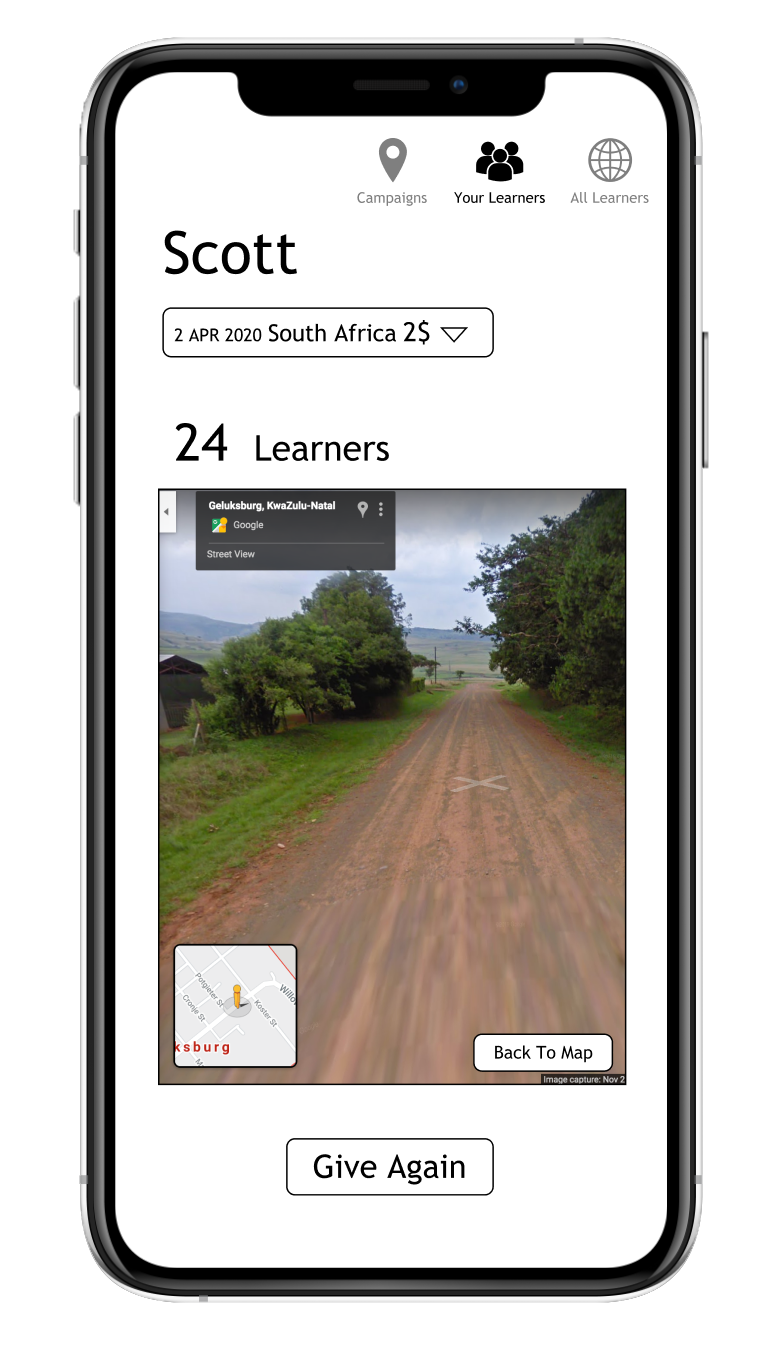 Campaigns Your Learners All Learners
Scott
2 APR 2020 South Africa 2$
24 Learners
Geluksburg, KwaZulu-Natal
Google
Street View
Potgieter St
Cronje St
Koster St
Willo
ksburg
Back To Map
Image capture: Nov 2
Give Again